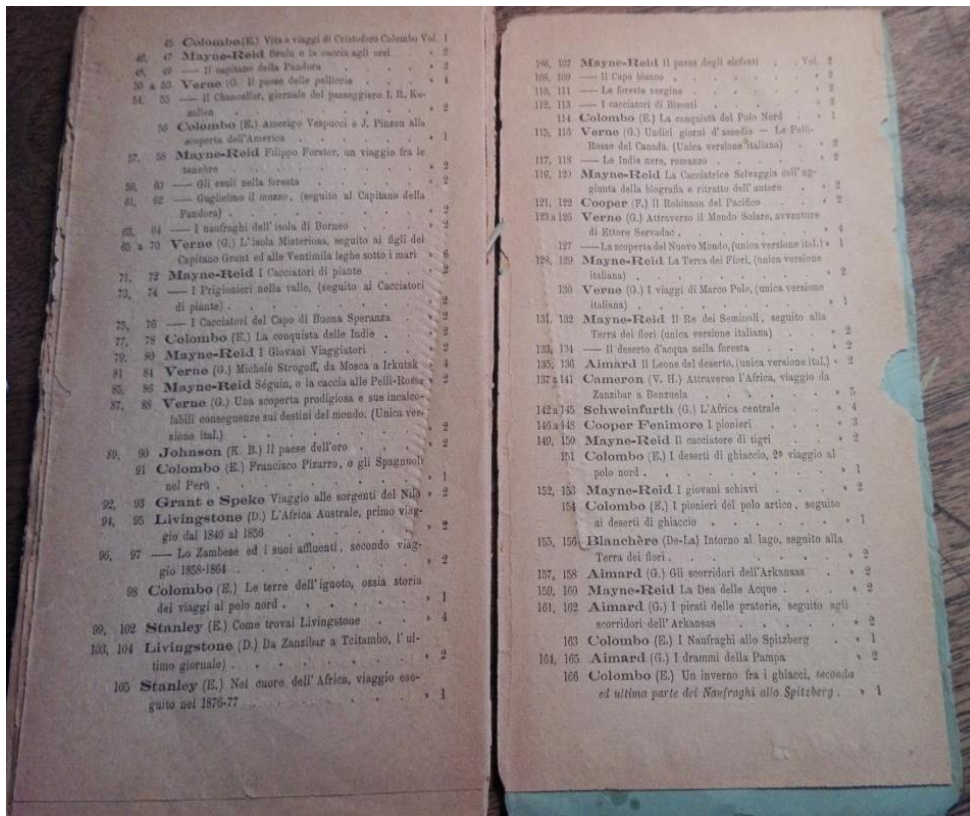 45 Colombo (E.) Vita e viaggi di Cristoforo Colombo Vol. 1
46, 47 Mayne-Reid Bruin o la caccia agli orsi » 2
48, 49 — Il capitano della Pandora . » 2
50 a 53 Verne (G. Il paese delle pelliccie . » 4
54, 55 — Il Chancellor, giornale del passeggiero I. R. Ka-
zallon . » 2
56 Colombo (E.) Amerigo Vespucci e J. Pinzon alla
scoperta dell'America . » 1
57, 58 Mayne-Reid Filippo Forster, un viaggio fra le
tenebre . » 2
59, 60 — Gli esuli nella foresta . » 2
61, 62 — Guglielmo il mozzo, (seguito al Capitano della
Pandora) . » 2
63, 64 — I naufraghi dell'isola di Borneo . » 2
65 a 70 Verne (G.) L'isola Misteriosa, seguito ai figli del
Capitano Grant ed alle Ventimila leghe sotto i mari » 6
71, 72 Mayne-Reid I Cacciatori di piante » 2
73, 74 — I Prigionieri nella valle, (seguito ai Cacciatori
di piante) . » 2
75, 76 — I Cacciatori del Capo di Buona Speranza . » 2
77, 78 Colombo (E.) La conquista delle Indie . » 2
79, 80 Mayne-Reid I Giovani Viaggiatori . » 2
81 84 Verne (G.) Michele Strogoff, da Mosca a Irkutsk » 4
85, 86 Mayne-Reid Séguin, o la caccia alle Pelli-Rosse » 2
87, 88 Verne (G.) Una scoperta prodigiosa e sue incalco-
labili conseguenze sui destini del mondo. (Unica ver-
sione ital.) . » 2
89, 90 Johnson (K. B.) Il paese dell'oro . » 2
91 Colombo (E.) Francisco Pizarro, o gli Spagnuoli
nel Perù . » 1
92, 93 Grant e Speke Viaggio alle sorgenti del Nilo » 2
94, 95 Livingstone (D.) L'Africa Australe, primo viag-
gio dal 1840 al 1856 . » 2
96, 97 — Lo Zambese ed i suoi affluenti, secondo viag-
gio 1858-1864 . » 2
98 Colombo (E.) Le terre dell'ignoto, ossia storia
dei viaggi al polo nord . » 1
99, 102 Stanley (E.) Come trovai Livingstone . » 4
103, 104 Livingstone (D.) Da Zanzibar a Tcitambo, l'ul-
timo giornale) . » 2
105 Stanley (E.) Nel cuore dell'Africa, viaggio ese-
guito nel 1876-77 . » 1
106, 107 Mayne-Reid Il paese degli elefanti . Vol. 2
108, 109 — Il Capo bianco . » 2
110, 111 — Le foreste vergine . » 2
112, 113 — I cacciatori di Bisonti . » 2
114 Colombo (E.) La conquista del Polo Nord . » 1
115, 116 Verne (G.) Undici giorni d'assedio — Le Pelli-
Rosse del Canadà. (Unica versione italiana) . » 2
117, 118 — Le Indie nere, romanzo . » 2
119, 120 Mayne-Reid La Cacciatrice Selvaggia coll'ag-
giunta della biografia e ritratto dell'autore . » 2
121, 122 Cooper (F.) Il Robinson del Pacifico . » 2
123 a 126 Verne (G.) Attraverso il Mondo Solare, avventure
di Ettore Servadac . » 4
127 — La scoperta del Nuovo Mondo, (unica versione ital.) » 1
128, 129 Mayne-Reid La Terra dei Fiori, (unica versione
italiana) . » 2
130 Verne (G.) I viaggi di Marco Polo, (unica versione
italiana) . » 1
131, 132 Mayne-Reid Il Re dei Seminoli, seguito alla
Terra dei fiori (unica versione italiana) . » 2
133, 134 — Il deserto d'acqua nella foresta . » 2
135, 136 Aimard Il Leone del deserto, (unica versione ital.) » 2
137 a 141 Cameron (V. H.) Attraverso l'Africa, viaggio da
Zanzibar a Benzuela . » 5
142 a 145 Schweinfurth (G.) L'Africa centrale . » 4
146 a 148 Cooper Fenimore I pionieri . » 3
149, 150 Mayne-Reid Il cacciatore di tigri . » 2
151 Colombo (E.) I deserti di ghiaccio, 2º viaggio al
polo nord . » 1
152, 153 Mayne-Reid I giovani schiavi . » 2
154 Colombo (E.) I pionieri del polo artico, seguito
ai deserti di ghiaccio . » 1
155, 156 Blanchère (De-La) Intorno al lago, seguito alla
Terra dei fiori . » 2
157, 158 Aimard (G.) Gli scorridori dell'Arkansas . » 2
159, 160 Mayne-Reid La Dea delle Acque . » 2
161, 162 Aimard (G.) I pirati delle praterie, seguito agli
scorridori dell'Arkansas . » 2
163 Colombo (E.) I Naufraghi allo Spitzberg . » 1
164, 165 Aimard (G.) I drammi della Pampa » 2
166 Colombo (E.) Un inverno fra i ghiacci, seconda
ed ultima parte dei Naufraghi allo Spitzberg . » 1